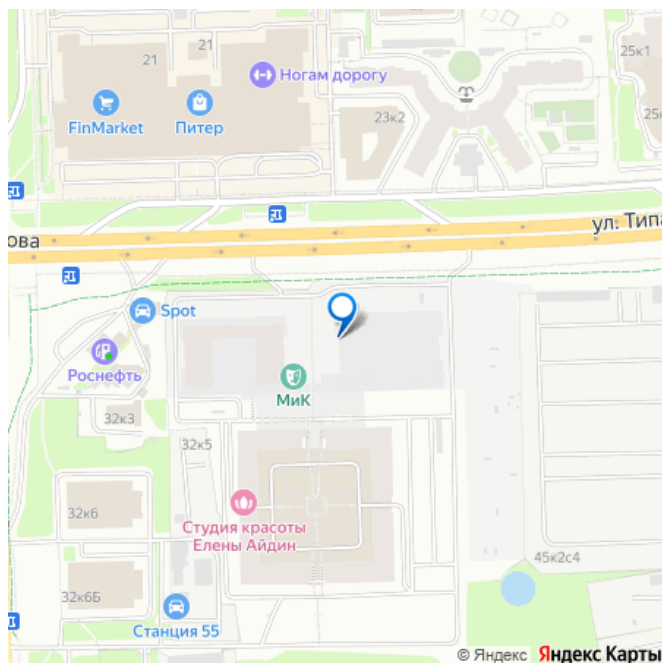 21
21
Ногам дорогу
FinMarket
Питер
23к2
25к1
25к
ова
ул. Типа
Spot
Роснефть
МиК
32к3
32к5
32к6
Студия красоты
Елены Айдин
45к2с4
32к6Б
Станция 55
© Яндекс Яндекс Карты